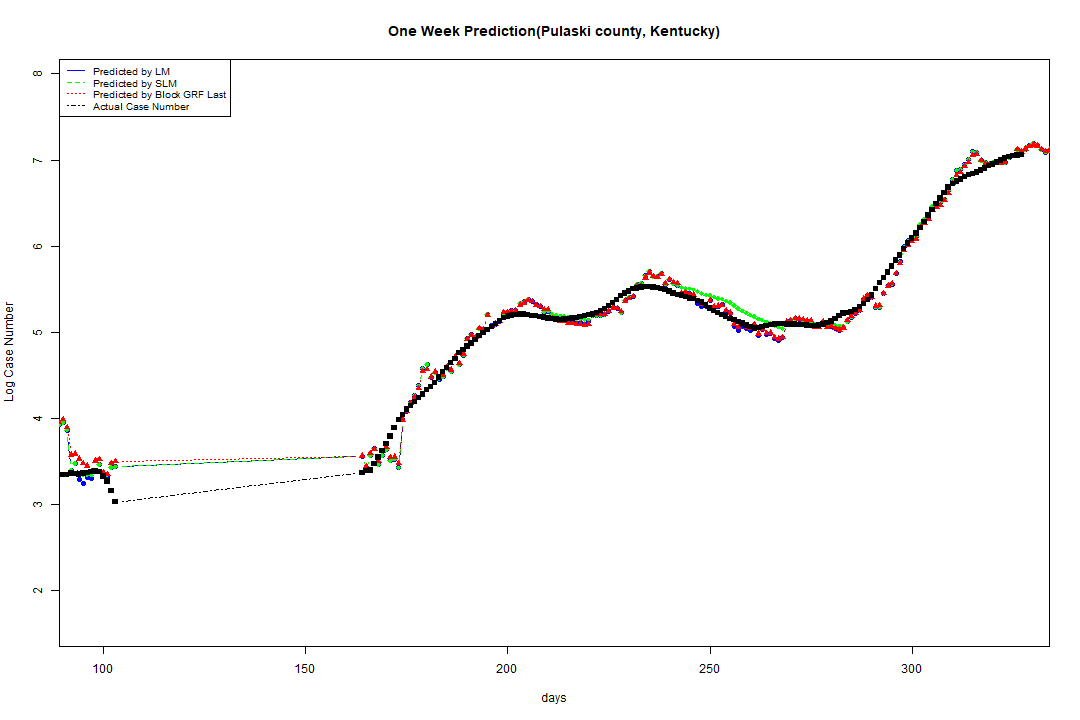 One Week Prediction(Pulaski county, Kentucky)
Predicted by LM
Predicted by SLM
Predicted by Block GRF Last
Actual Case Number
8
7
6
5
4
3
2
Log Case Number
100 150 200 250 300
days